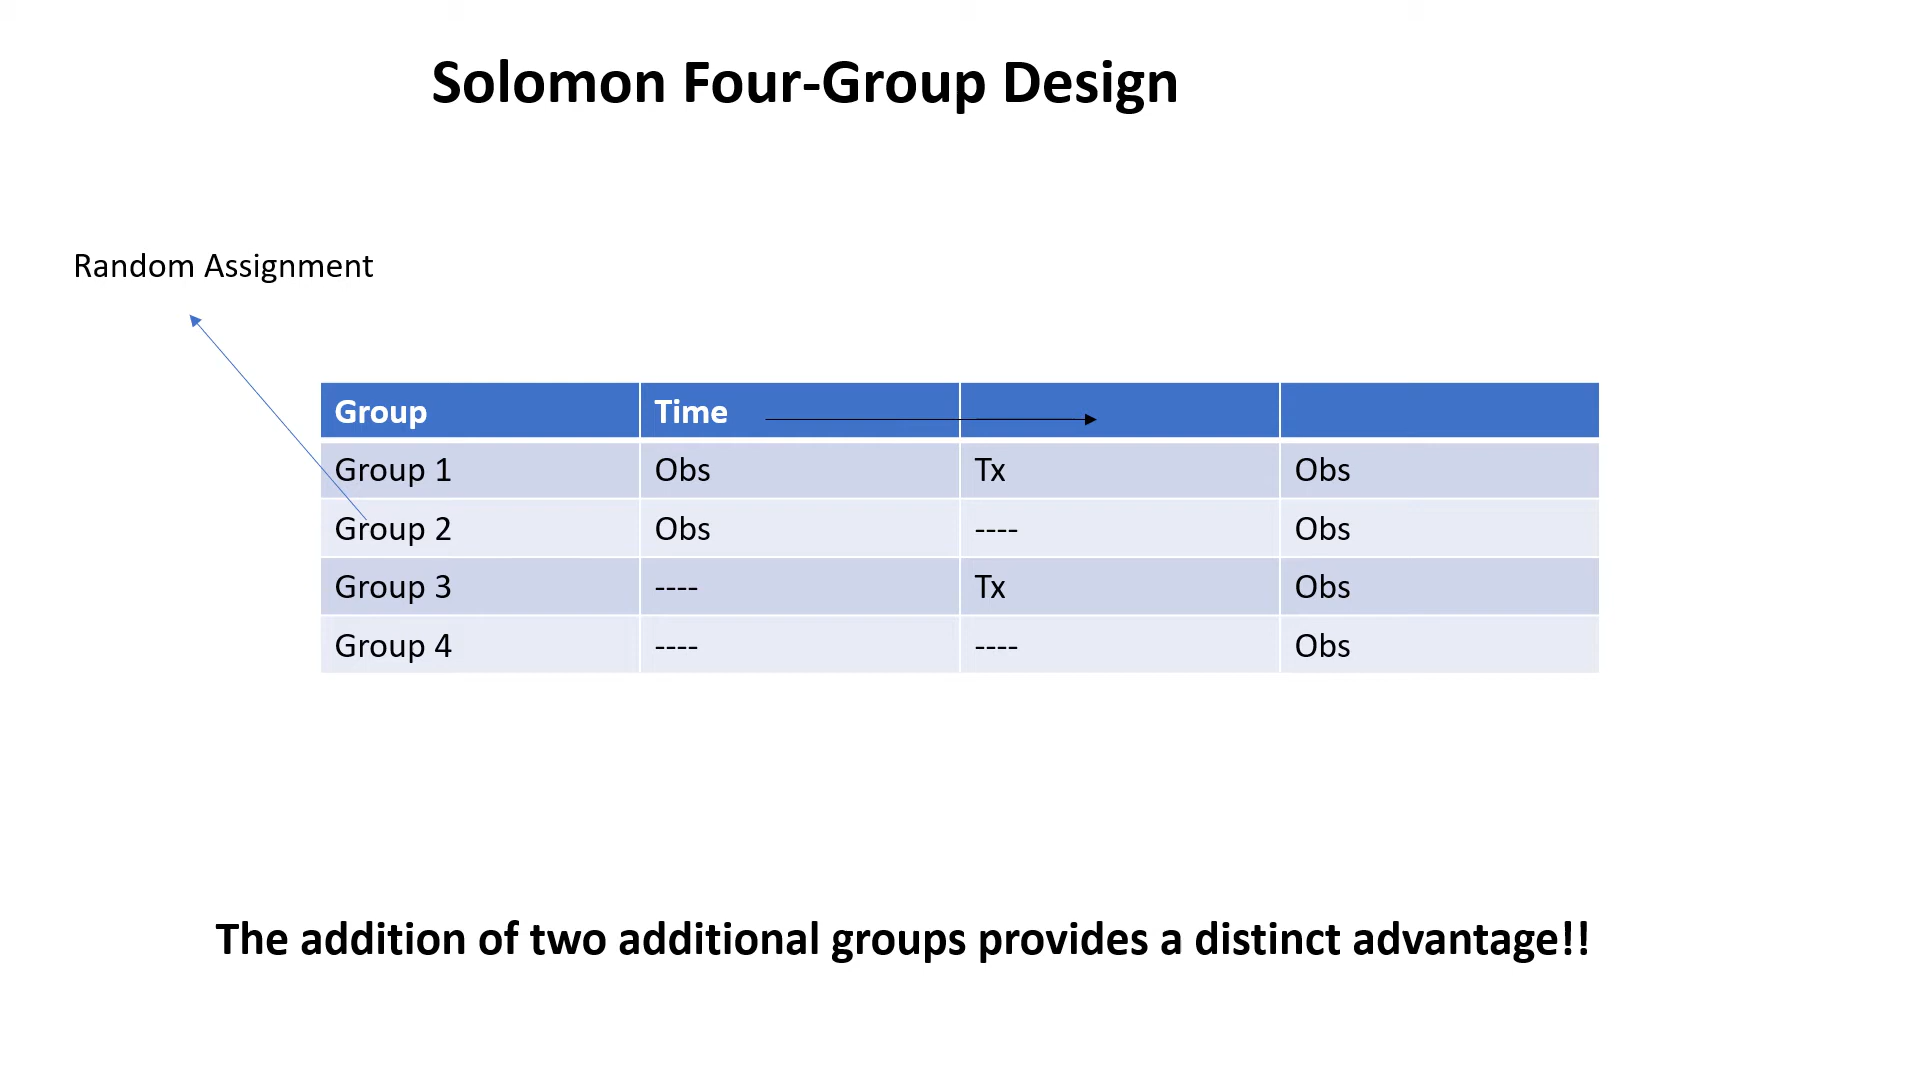 Solomon Four-Group Design
Random Assignment
Group Time
Group 1 Obs Tx Obs
Group 2 Obs ---- Obs
Group 3 ---- Tx Obs
Group 4 ---- ---- Obs
The addition of two additional groups provides a distinct advantage!!